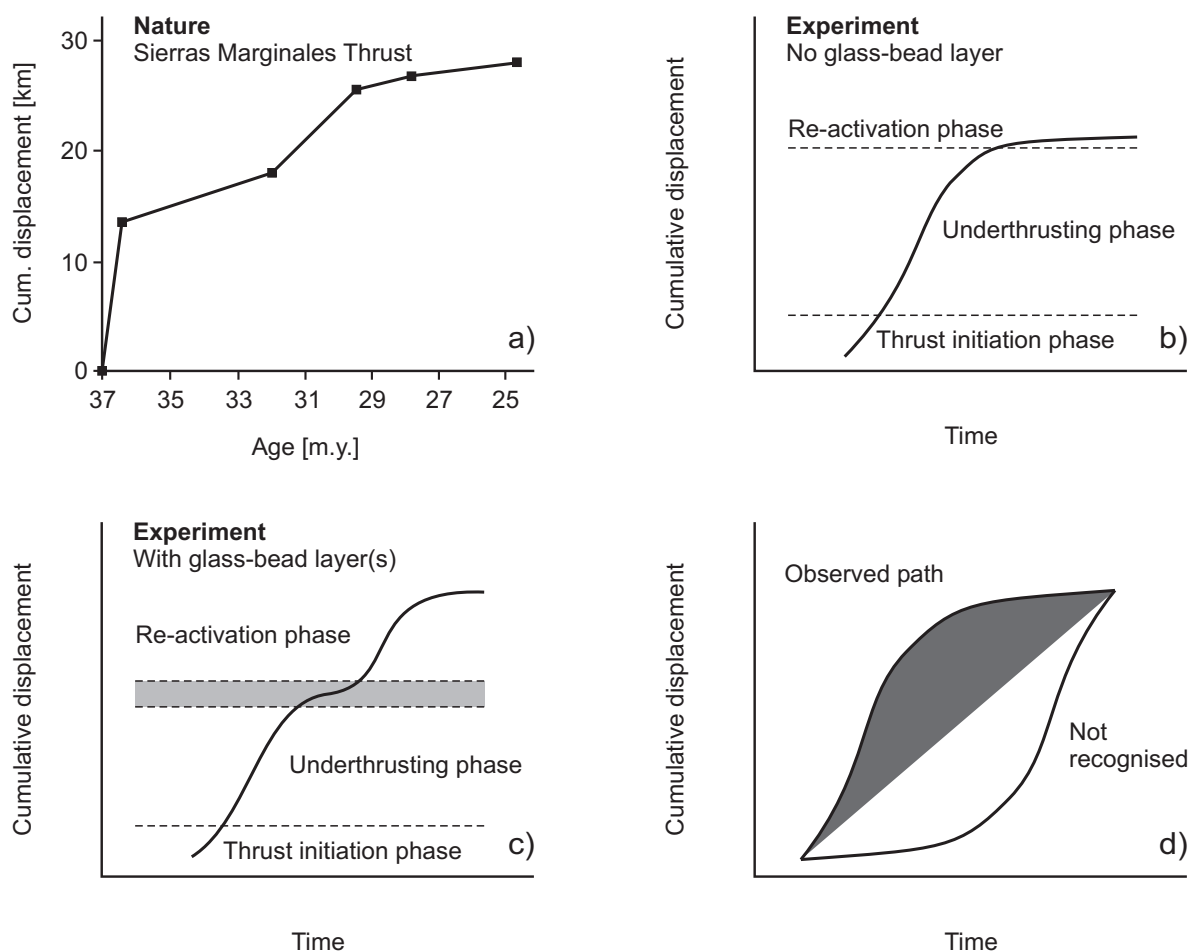 Nature
Sierras Marginales Thrust
Cum. displacement [km]
30
20
10
0
37 35 33 31 29 27 25
Age [m.y.]
a)
Experiment
No glass-bead layer
Cumulative displacement
Re-activation phase
Underthrusting phase
Thrust initiation phase
b)
Time
Experiment
With glass-bead layer(s)
Cumulative displacement
Re-activation phase
Underthrusting phase
Thrust initiation phase
c)
Time
Cumulative displacement
Observed path
Not
recognised
d)
Time